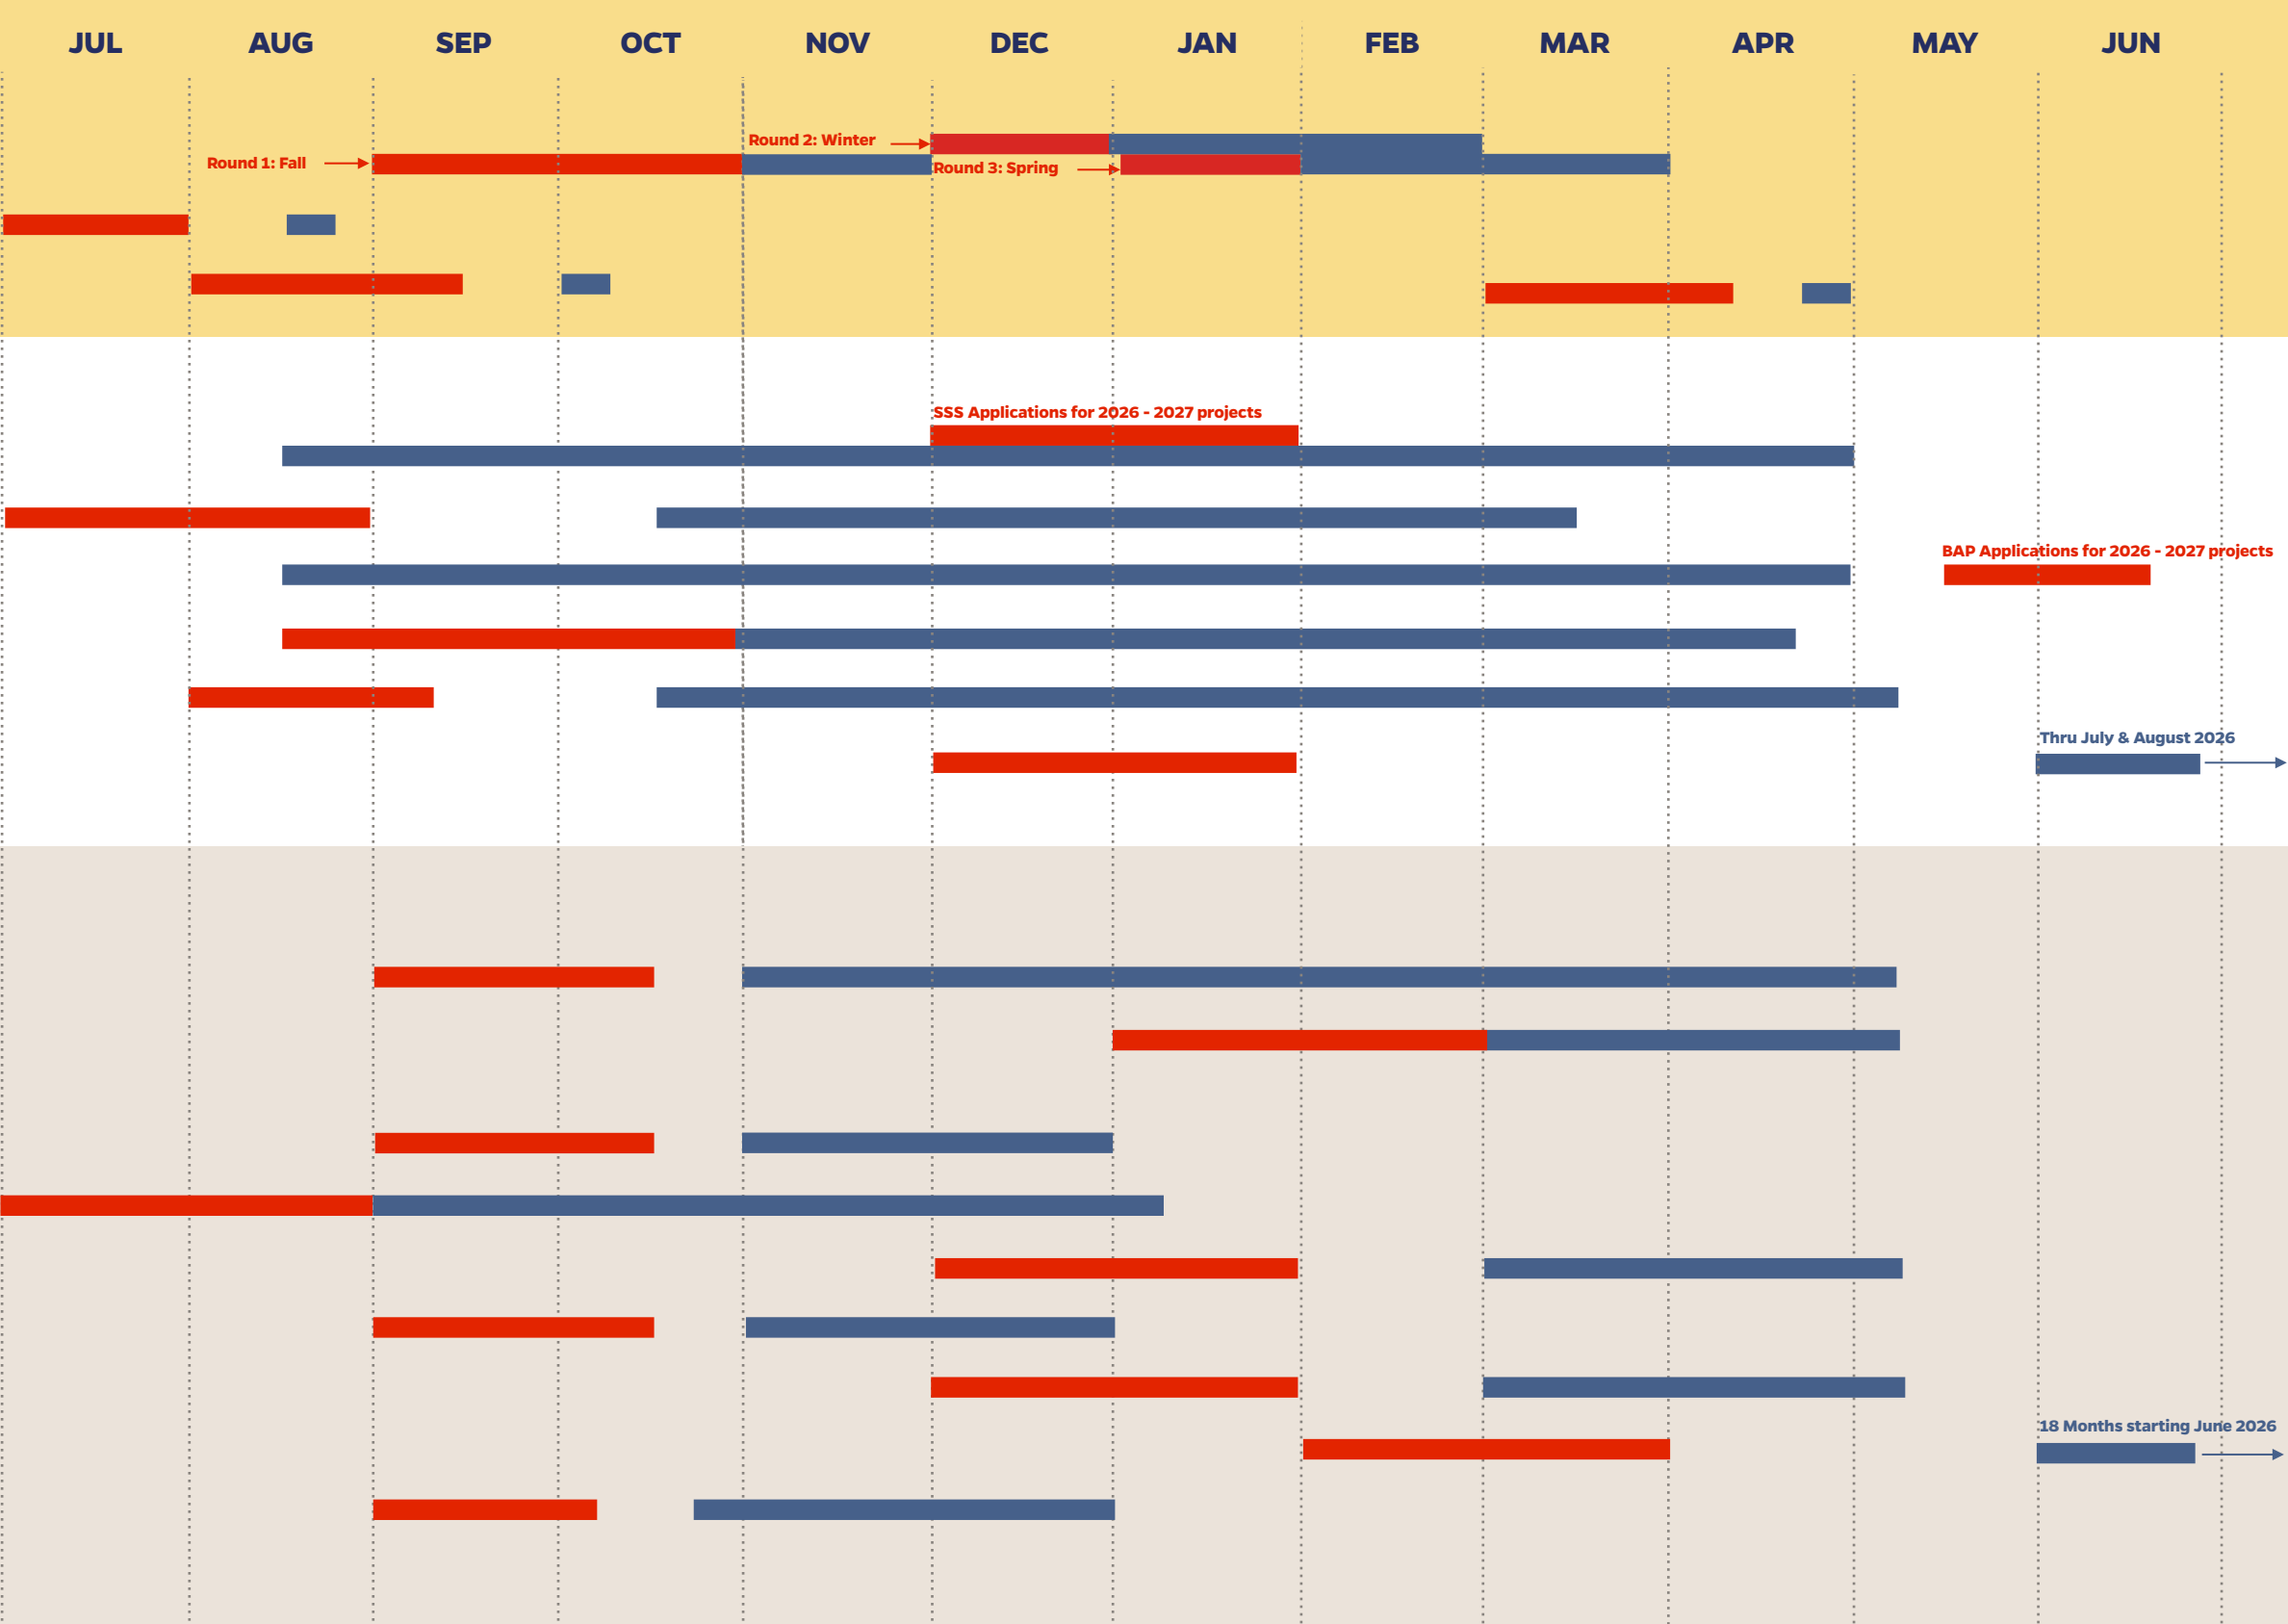 JUL AUG SEP OCT NOV DEC JAN FEB MAR APR MAY JUN
Round 2: Winter
Round 1: Fall
Round 3: Spring
SSS Applications for 2026 - 2027 projects
BAP Applications for 2026 - 2027 projects
Thru July & August 2026
18 Months starting June 2026